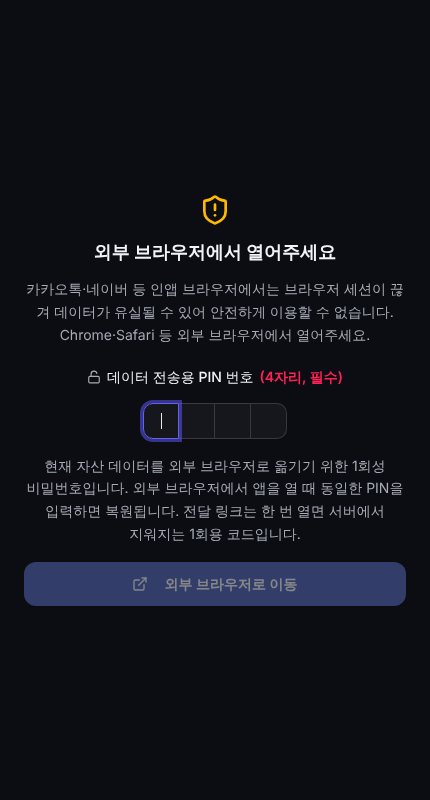 외부 브라우저에서 열어주세요
카카오톡·네이버 등 인앱 브라우저에서는 브라우저 세션이 끊
겨 데이터가 유실될 수 있어 안전하게 이용할 수 없습니다.
Chrome·Safari 등 외부 브라우저에서 열어주세요.
데이터 전송용 PIN 번호 (4자리, 필수)
현재 자산 데이터를 외부 브라우저로 옮기기 위한 1회성
비밀번호입니다. 외부 브라우저에서 앱을 열 때 동일한 PIN을
입력하면 복원됩니다. 전달 링크는 한 번 열면 서버에서
지워지는 1회용 코드입니다.
외부 브라우저로 이동